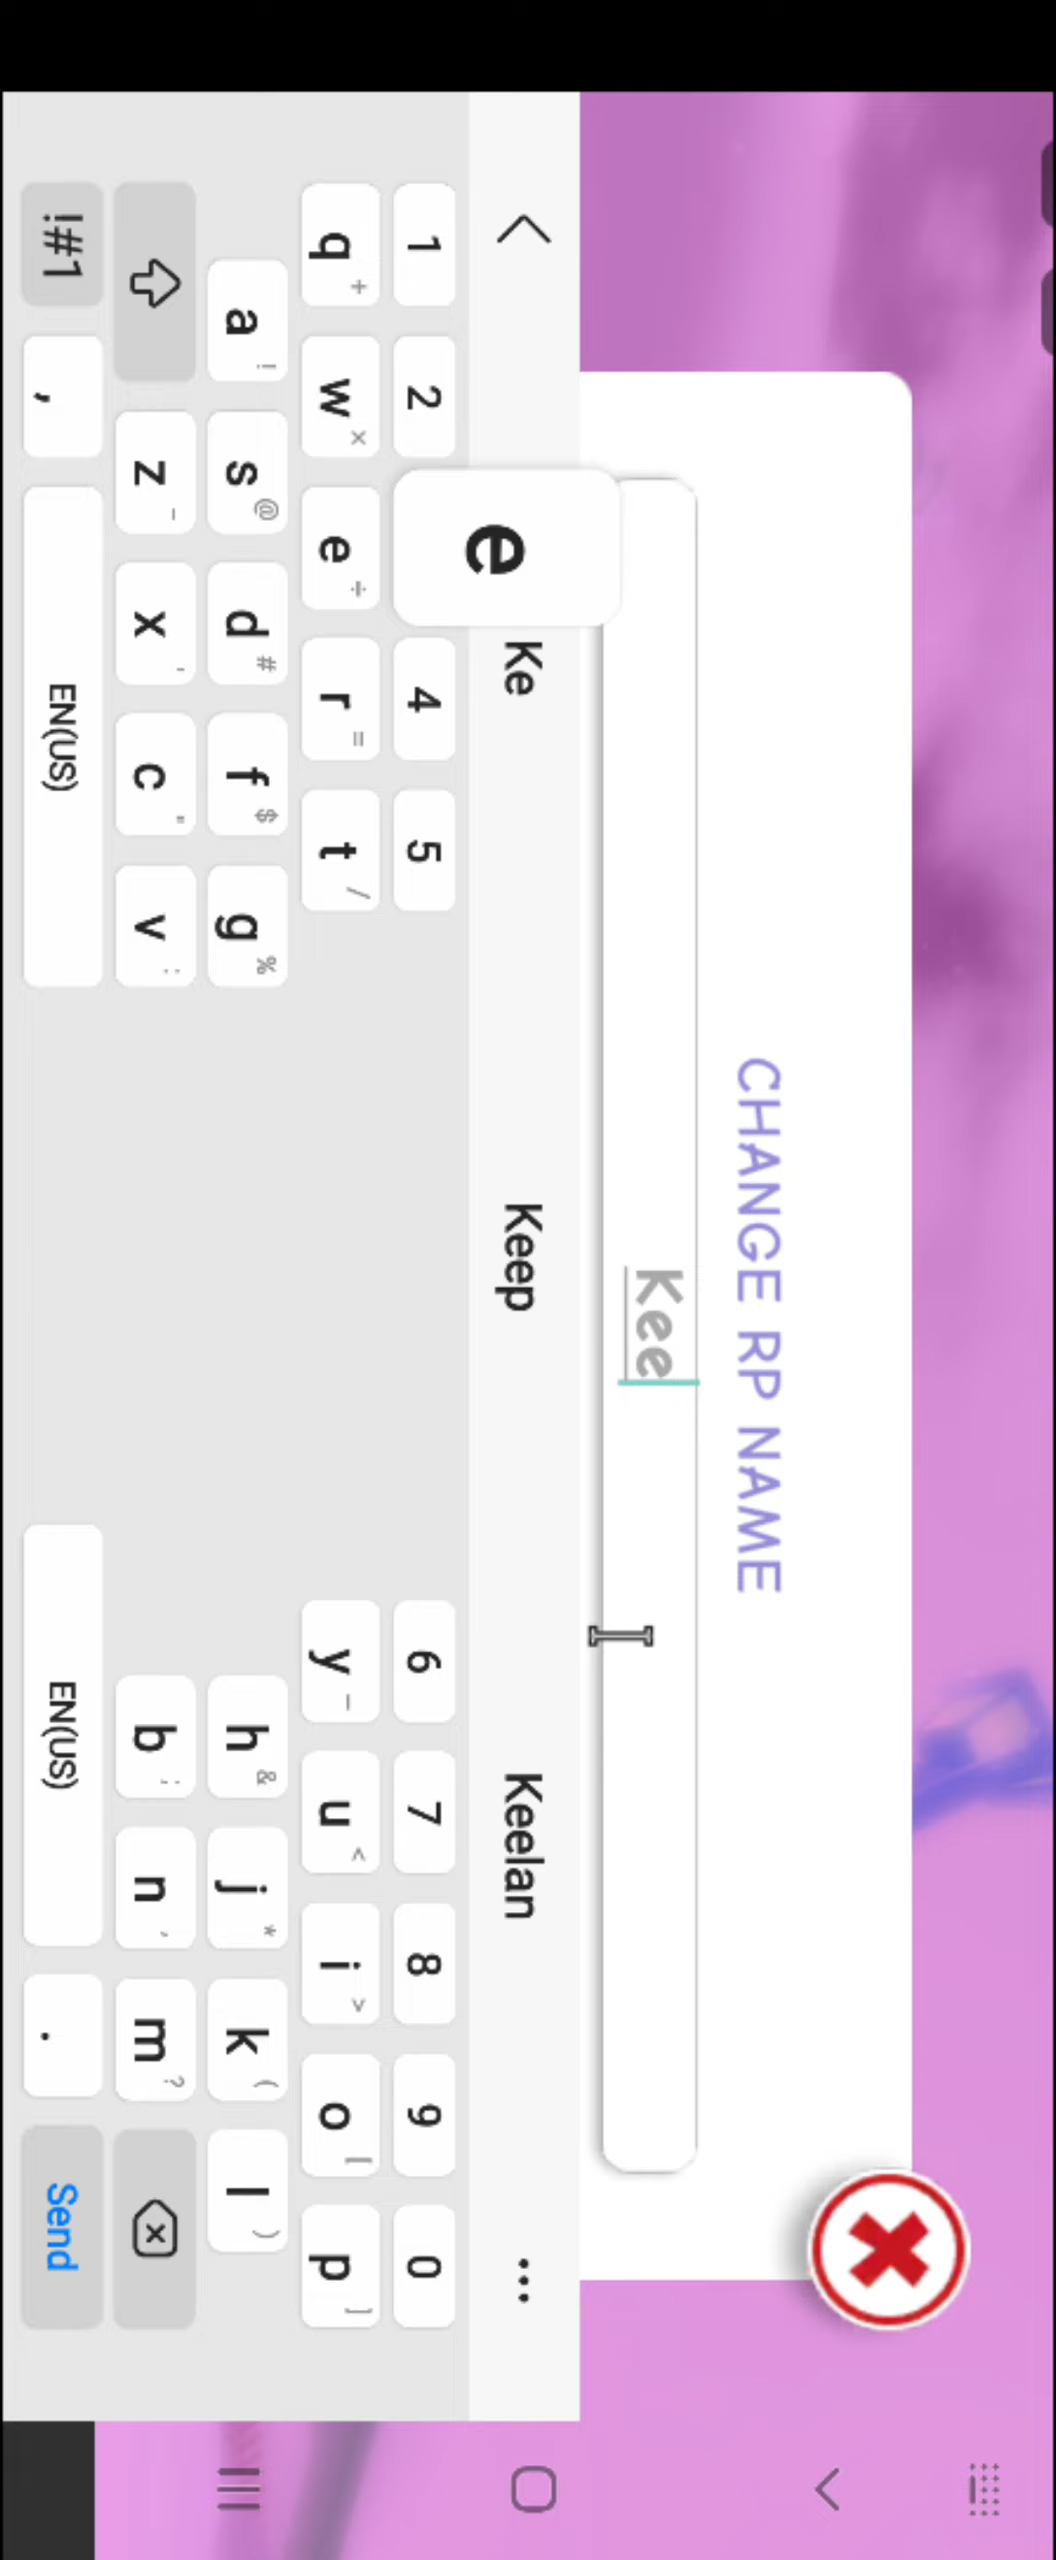 CHANGE RP NAME
Kee
Ke Keep Keelan ...
1 2 e 4 5 6 7 8 9 0
q + w × e ÷ r = t / y _ u < i > o [ p ]
a ! s @ d # f $ g % h & j * k ( l )
z - x ' c " v : b ; n , m ?
!#1 , EN(US) EN(US) . Send